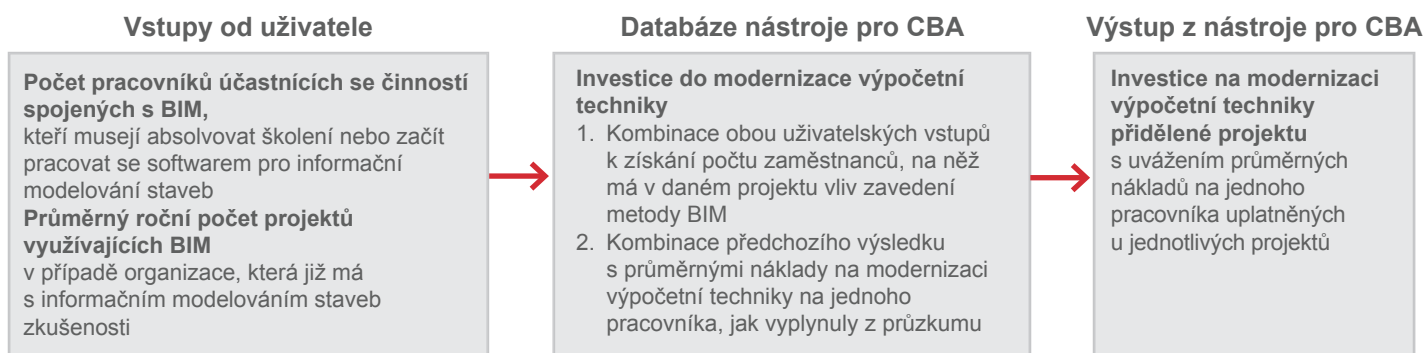 Vstupy od uživatele
Počet pracovníků účastnících se činností
spojených s BIM,
kteří musejí absolvovat školení nebo začít
pracovat se softwarem pro informační
modelování staveb
Průměrný roční počet projektů
využívajících BIM
v případě organizace, která již má
s informačním modelováním staveb
zkušenosti
Databáze nástroje pro CBA
Investice do modernizace výpočetní
techniky
1. Kombinace obou uživatelských vstupů
k získání počtu zaměstnanců, na něž
má v daném projektu vliv zavedení
metody BIM
2. Kombinace předchozího výsledku
s průměrnými náklady na modernizaci
výpočetní techniky na jednoho
pracovníka, jak vyplynuly z průzkumu
Výstup z nástroje pro CBA
Investice na modernizaci
výpočetní techniky
přidělené projektu
s uvážením průměrných
nákladů na jednoho
pracovníka uplatněných
u jednotlivých projektů